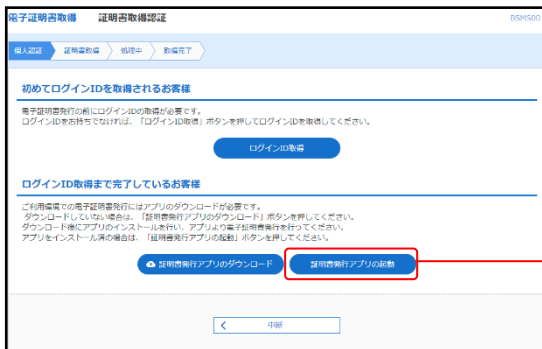 電子証明書取得 証明書取得認証 BSMS00
個人認証 証明書取得 処理中 取得完了
初めてログインIDを取得されるお客様
電子証明書発行の前にログインIDの取得が必要です。
ログインIDをお持ちでなければ、「ログインID取得」ボタンを押してログインIDを取得してください。
ログインID取得
ログインID取得まで完了しているお客様
ご利用環境での電子証明書発行にはアプリのダウンロードが必要です。
ダウンロードしていない場合は、「証明書発行アプリのダウンロード」ボタンを押してください。
ダウンロード後にアプリのインストールを行い、アプリより電子証明書発行を行ってください。
アプリをインストール済の場合は、「証明書発行アプリの起動」ボタンを押してください。
証明書発行アプリのダウンロード 証明書発行アプリの起動
中断